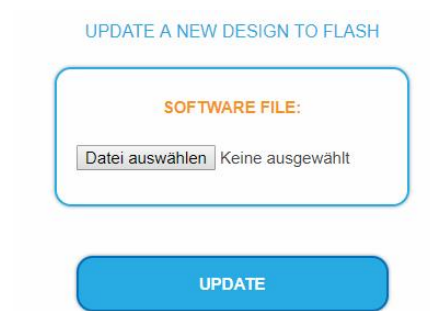 UPDATE A NEW DESIGN TO FLASH
SOFTWARE FILE:
Datei auswählen Keine ausgewählt
UPDATE